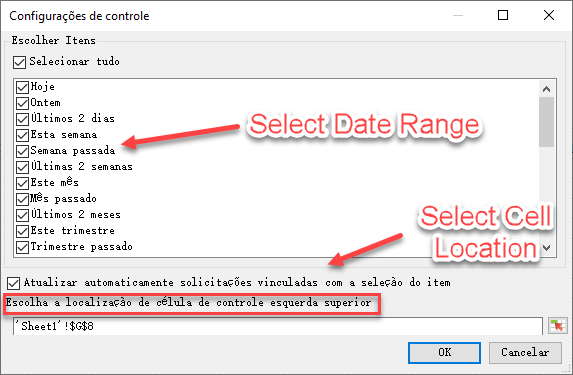 Configurações de controle
Escolher Itens
Selecionar tudo
Hoje
Ontem
Últimos 2 dias
Esta semana
Semana passada
Últimas 2 semanas
Este mês
Mês passado
Últimos 2 meses
Este trimestre
Trimestre passado
Select Date Range
Select Cell
Location
Atualizar automaticamente solicitações vinculadas com a seleção do item
Escolha a localização de célula de controle esquerda superior
'Sheet1'!$G$8
OK
Cancelar